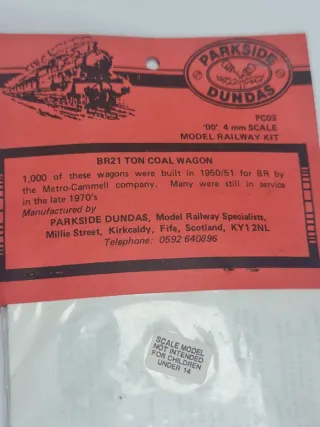 PARKSIDE
DUNDAS
PC03
'00' 4mm SCALE
MODEL RAILWAY KIT
BR21 TON COAL WAGON
1,000 of these wagons were built in 1950/51 for BR by
the Metro-Cammell company. Many were still in service
in the late 1970's
Manufactured by
PARKSIDE DUNDAS, Model Railway Specialists,
Millie Street, Kirkcaldy, Fife, Scotland, KY1 2NL
Telephone: 0592 640896
SCALE MODEL
NOT INTENDED
FOR CHILDREN
UNDER 14